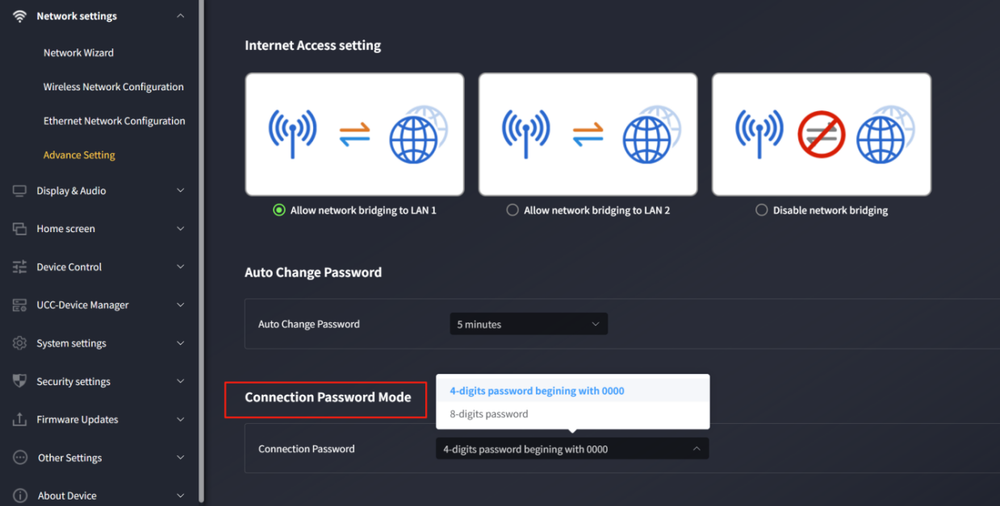 Network settings
Network Wizard
Wireless Network Configuration
Ethernet Network Configuration
Advance Setting
Display & Audio
Home screen
Device Control
UCC-Device Manager
System settings
Security settings
Firmware Updates
Other Settings
About Device
Internet Access setting
Allow network bridging to LAN 1
Allow network bridging to LAN 2
Disable network bridging
Auto Change Password
Auto Change Password
5 minutes
Connection Password Mode
4-digits password begining with 0000
8-digits password
Connection Password
4-digits password begining with 0000